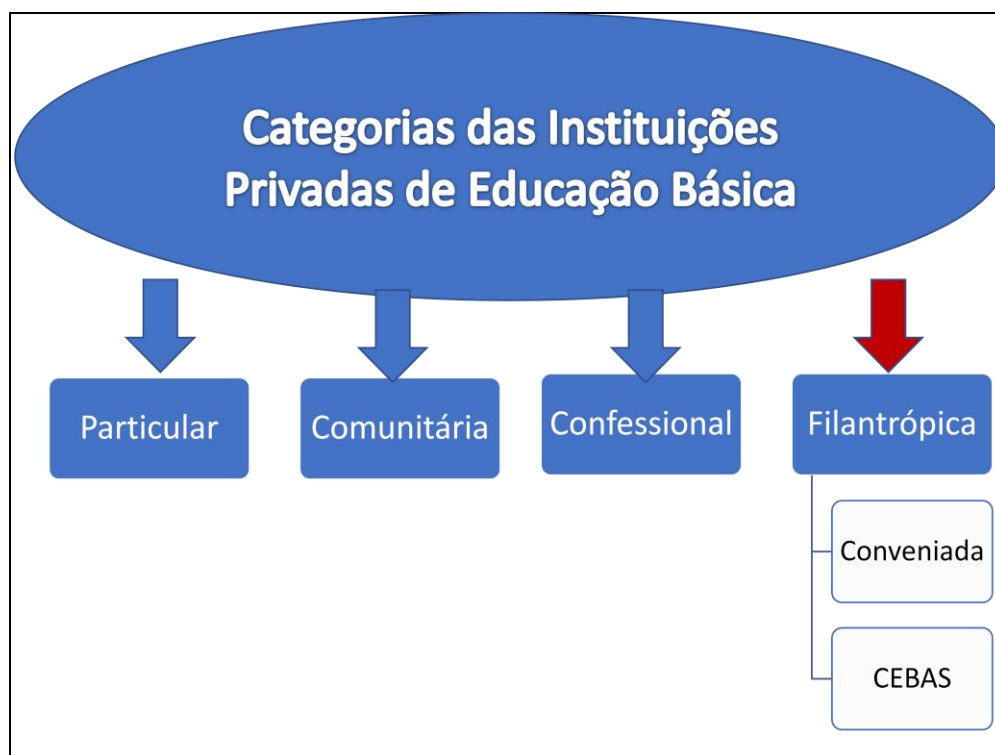 Categorias das Instituições
Privadas de Educação Básica
Particular
Comunitária
Confessional
Filantrópica
Conveniada
CEBAS